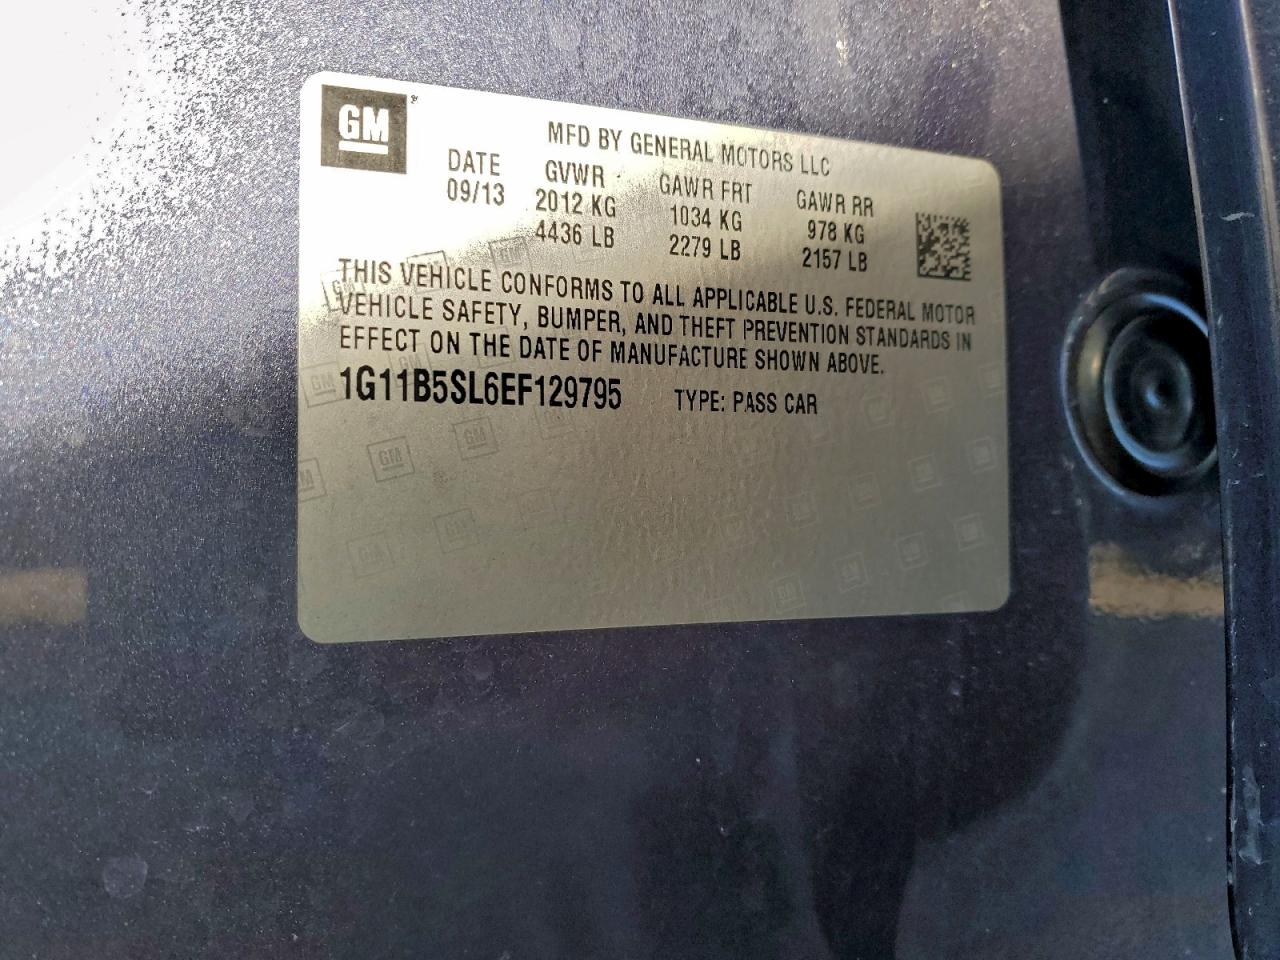 GM®
MFD BY GENERAL MOTORS LLC
DATE GVWR GAWR FRT GAWR RR
09/13 2012 KG 1034 KG 978 KG
4436 LB 2279 LB 2157 LB
THIS VEHICLE CONFORMS TO ALL APPLICABLE U.S. FEDERAL MOTOR
VEHICLE SAFETY, BUMPER, AND THEFT PREVENTION STANDARDS IN
EFFECT ON THE DATE OF MANUFACTURE SHOWN ABOVE.
1G11B5SL6EF129795 TYPE: PASS CAR